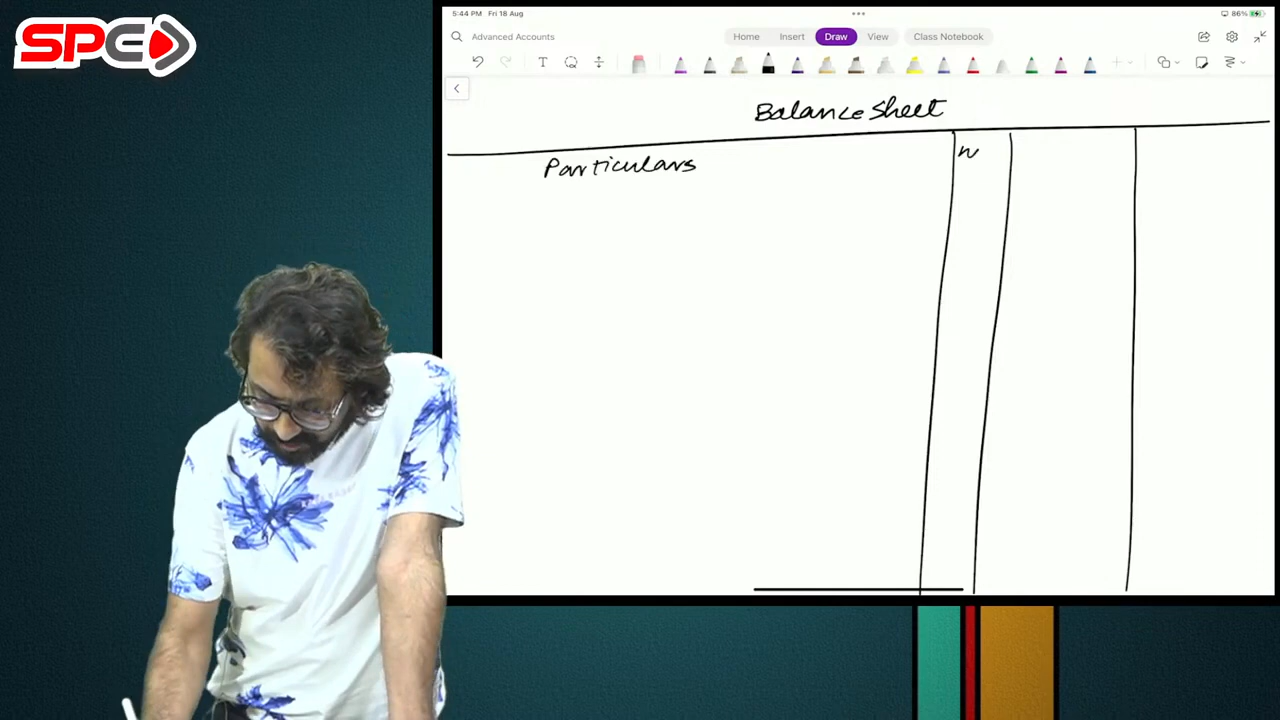 SPE
5:44 PM Fri 18 Aug
86%
Advanced Accounts
Home Insert Draw View Class Notebook
T
Balance Sheet
Particulars
N